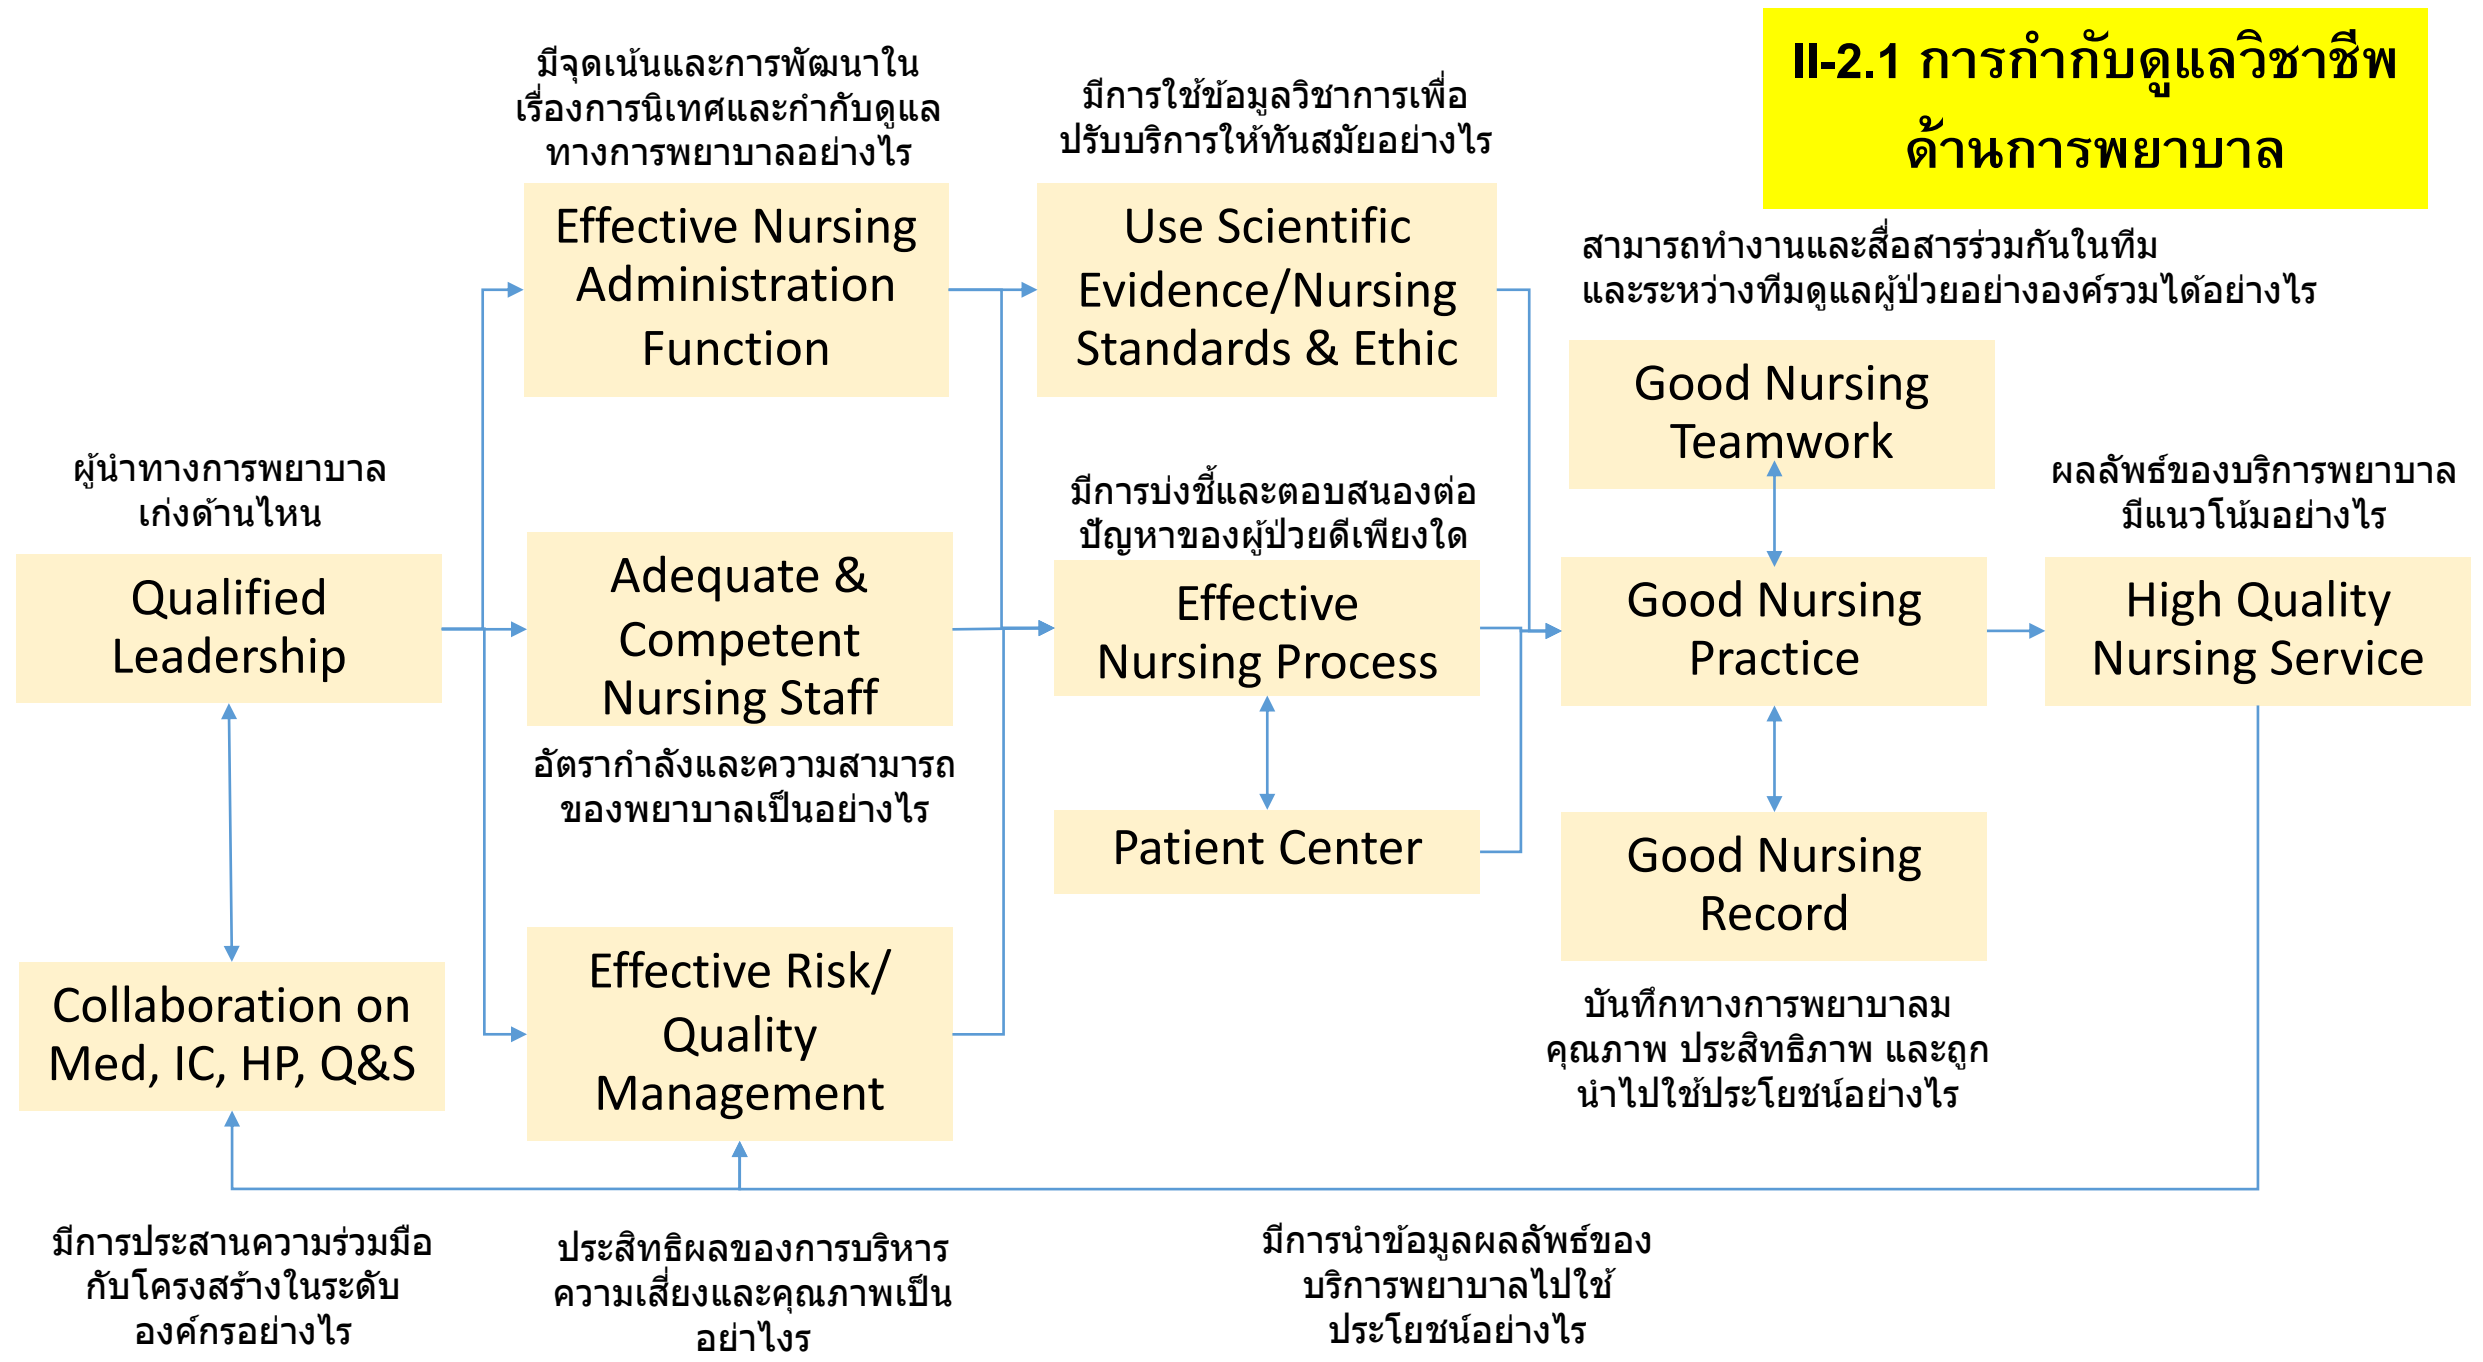 II-2.1 การกำกับดูแลวิชาชีพ
ด้านการพยาบาล
มีจุดเน้นและการพัฒนาใน
เรื่องการนิเทศและกำกับดูแล
ทางการพยาบาลอย่างไร
Effective Nursing
Administration
Function
มีการใช้ข้อมูลวิชาการเพื่อ
ปรับบริการให้ทันสมัยอย่างไร
Use Scientific
Evidence/Nursing
Standards & Ethic
สามารถทำงานและสื่อสารร่วมกันในทีม
และระหว่างทีมดูแลผู้ป่วยอย่างองค์รวมได้อย่างไร
Good Nursing
Teamwork
ผู้นำทางการพยาบาล
เก่งด้านไหน
Qualified
Leadership
Adequate &
Competent
Nursing Staff
อัตรากำลังและความสามารถ
ของพยาบาลเป็นอย่างไร
มีการบ่งชี้และตอบสนองต่อ
ปัญหาของผู้ป่วยดีเพียงใด
Effective
Nursing Process
Good Nursing
Practice
ผลลัพธ์ของบริการพยาบาล
มีแนวโน้มอย่างไร
High Quality
Nursing Service
Patient Center
Good Nursing
Record
บันทึกทางการพยาบาลม
คุณภาพ ประสิทธิภาพ และถูก
นำไปใช้ประโยชน์อย่างไร
Collaboration on
Med, IC, HP, Q&S
Effective Risk/
Quality
Management
มีการประสานความร่วมมือ
กับโครงสร้างในระดับ
องค์กรอย่างไร
ประสิทธิผลของการบริหาร
ความเสี่ยงและคุณภาพเป็น
อย่าไงร
มีการนำข้อมูลผลลัพธ์ของ
บริการพยาบาลไปใช้
ประโยชน์อย่างไร